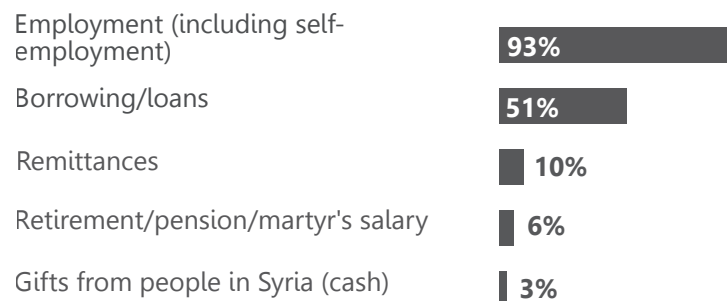 Employment (including self-
employment)
93%
Borrowing/loans
51%
Remittances
10%
Retirement/pension/martyr's salary
6%
Gifts from people in Syria (cash)
3%